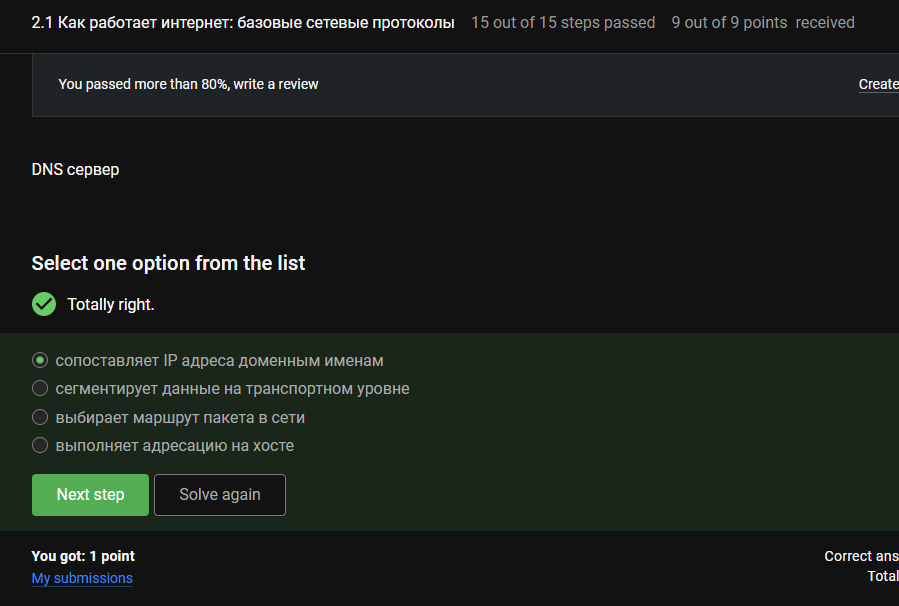 2.1 Как работает интернет: базовые сетевые протоколы 15 out of 15 steps passed 9 out of 9 points received
You passed more than 80%, write a review Create
DNS сервер
Select one option from the list
Totally right.
сопоставляет IP адреса доменным именам
сегментирует данные на транспортном уровне
выбирает маршрут пакета в сети
выполняет адресацию на хосте
Next step Solve again
You got: 1 point Correct ans
My submissions Total